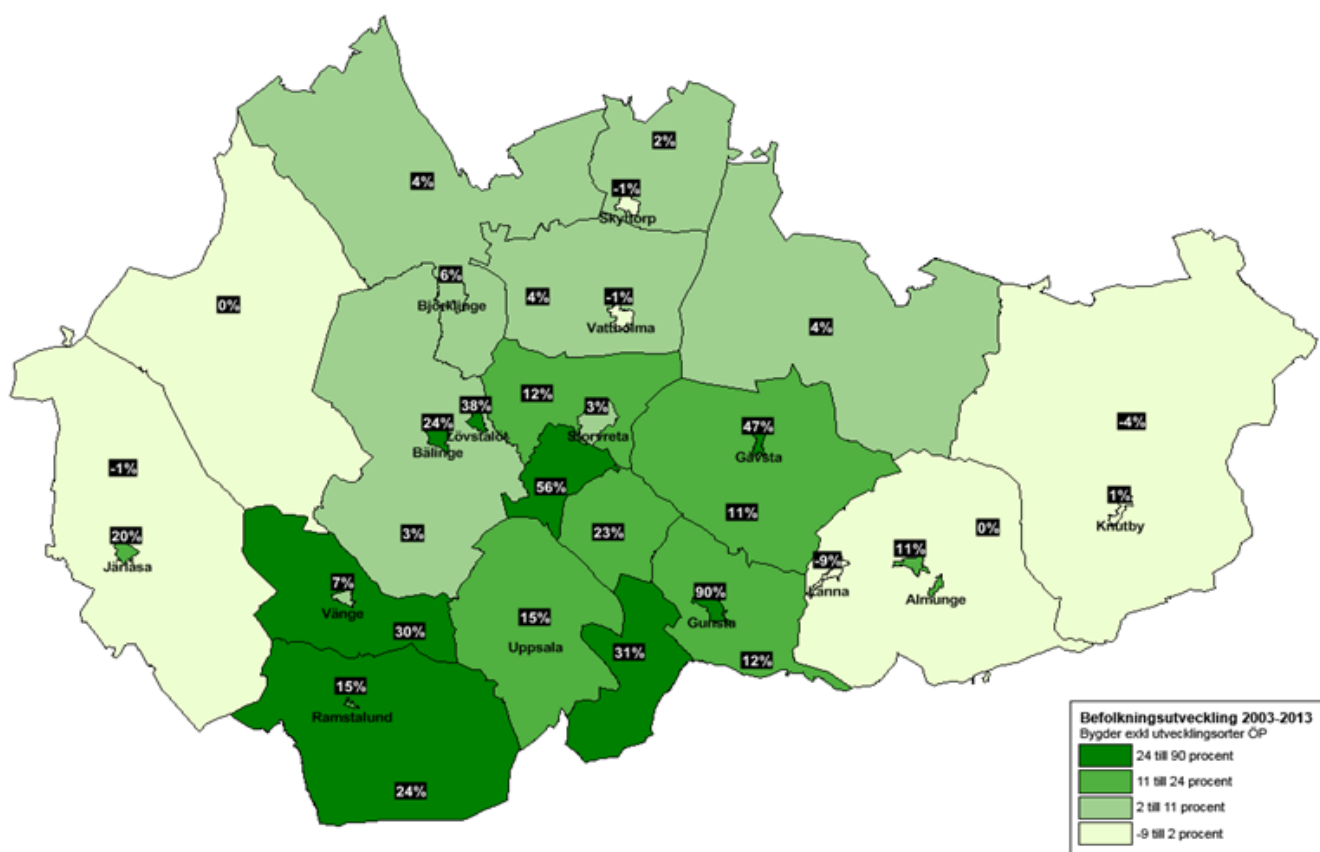 2%
4%
-1%
Skyttorp
6%
0%
Björklinge
4%
-1%
Vattholma
4%
12%
3%
38%
24%
Lövstalöt
Storvreta
47%
Bälinge
Gåvsta
-4%
-1%
56%
1%
Knutby
20%
Järlåsa
3%
23%
11%
0%
11%
-9%
Länna
Almunge
7%
Vänge
90%
Gunsta
30%
15%
Uppsala
31%
12%
15%
Ramstalund
24%
Befolkningsutveckling 2003-2013
Bygder exkl utvecklingsorter ÖP
24 till 90 procent
11 till 24 procent
2 till 11 procent
-9 till 2 procent